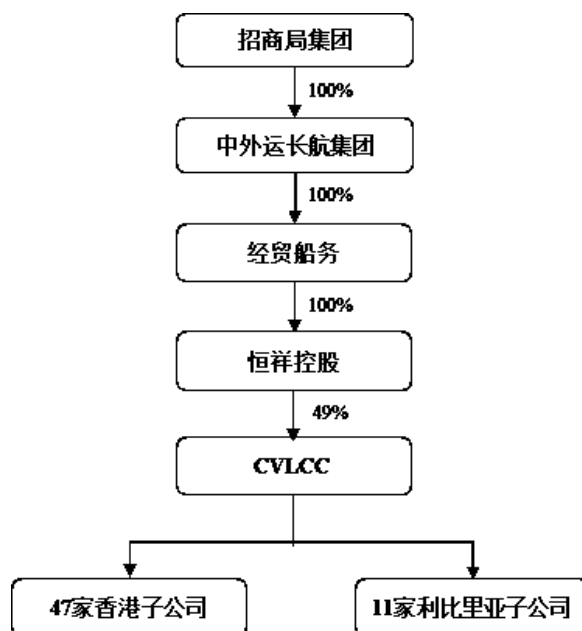 招商局集团
100%
中外运长航集团
100%
经贸船务
100%
恒祥控股
49%
CVLCC
47家香港子公司
11家利比里亚子公司